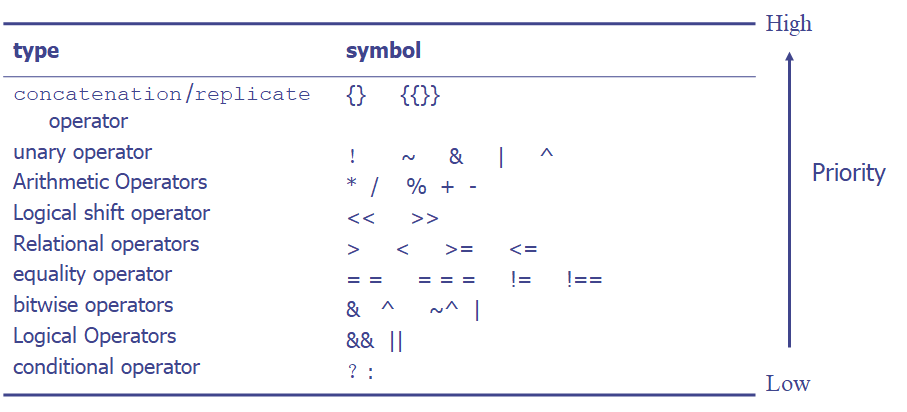 High
type symbol
concatenation/replicate {} {{}}
operator
unary operator ! ~ & | ^
Arithmetic Operators * / % + -
Priority
Logical shift operator << >>
Relational operators > < >= <=
equality operator = = = = = != !==
bitwise operators & ^ ~^ |
Logical Operators && ||
conditional operator ? :
Low